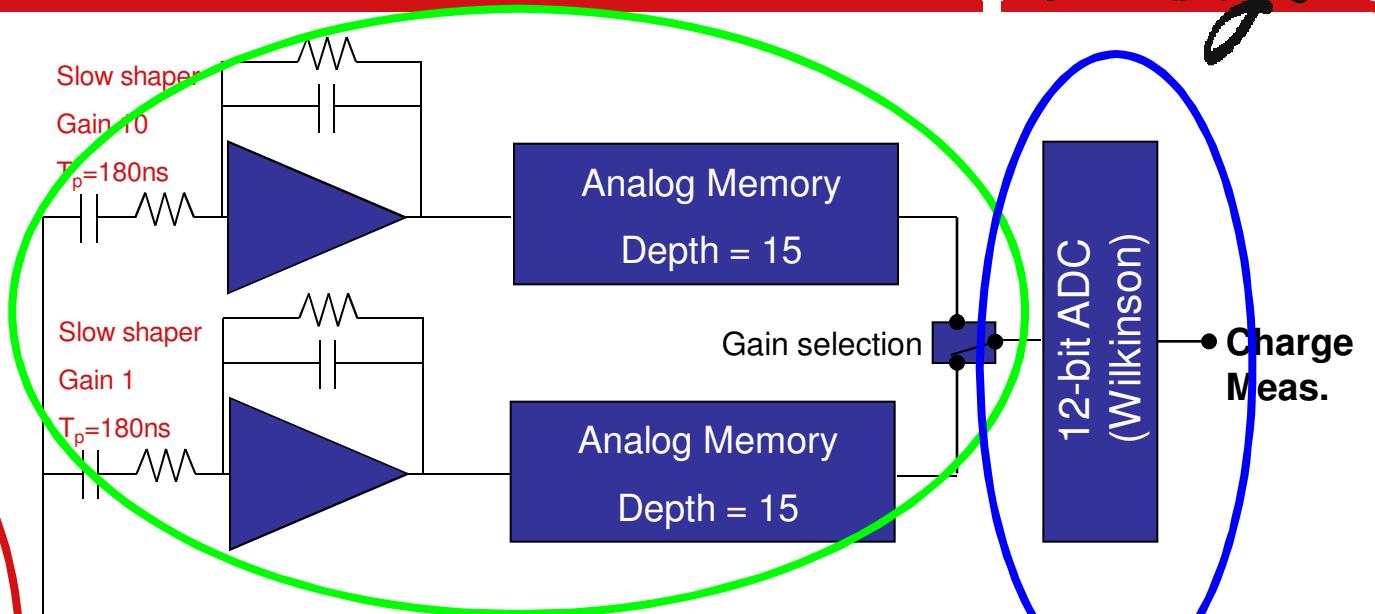 Slow shaper
Gain 10
Tp=180ns
Analog Memory
Depth = 15
Slow shaper
Gain 1
Tp=180ns
Gain selection
Analog Memory
Depth = 15
12-bit ADC
(Wilkinson)
Charge
Meas.